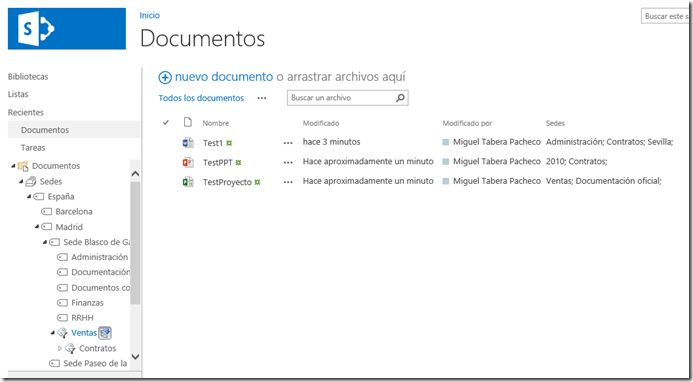 Inicio
Buscar este s
Documentos
Bibliotecas
Listas
Recientes
Documentos
Tareas
Documentos
Sedes
España
Barcelona
Madrid
Sede Blasco de Ga
Administración
Documentación
Documentos co
Finanzas
RRHH
Ventas
Contratos
Sede Paseo de la
nuevo documento o arrastrar archivos aquí
Todos los documentos ... Buscar un archivo
Nombre Modificado Modificado por Sedes
Test1 ... hace 3 minutos Miguel Tabera Pacheco Administración; Contratos; Sevilla;
TestPPT ... Hace aproximadamente un minuto Miguel Tabera Pacheco 2010; Contratos;
TestProyecto ... Hace aproximadamente un minuto Miguel Tabera Pacheco Ventas; Documentación oficial;